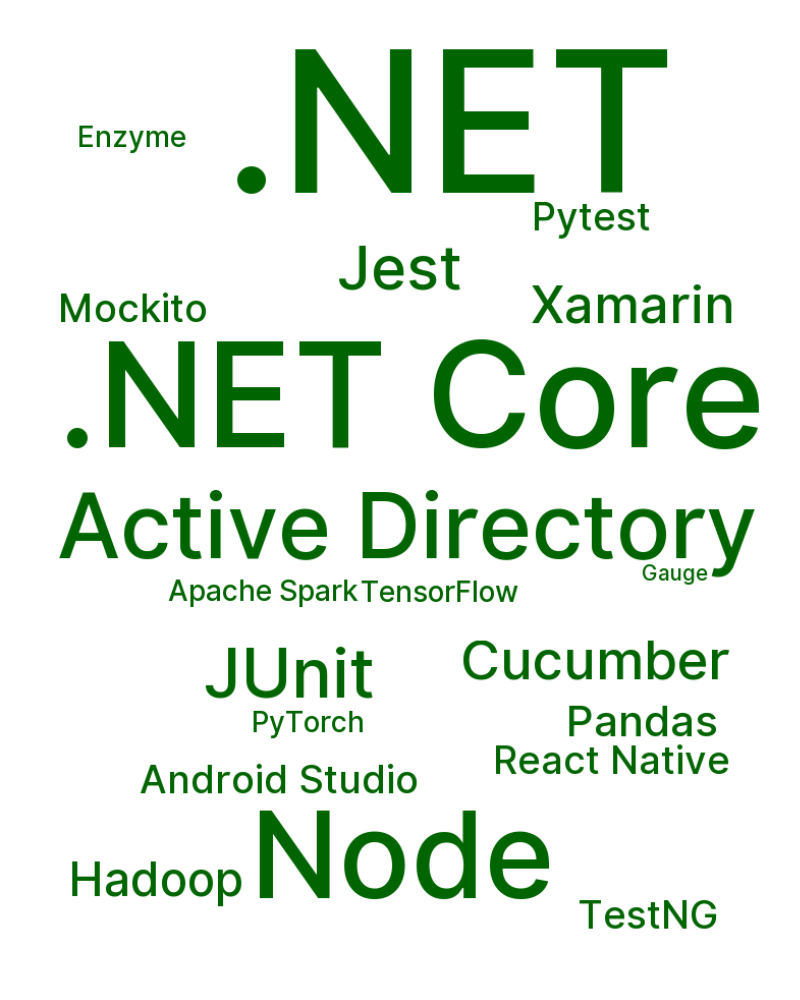 .NET
Enzyme
Pytest
Jest
Mockito
Xamarin
.NET Core
Active Directory
Gauge
Apache Spark
TensorFlow
JUnit
Cucumber
PyTorch
Pandas
React Native
Android Studio
Node
Hadoop
TestNG